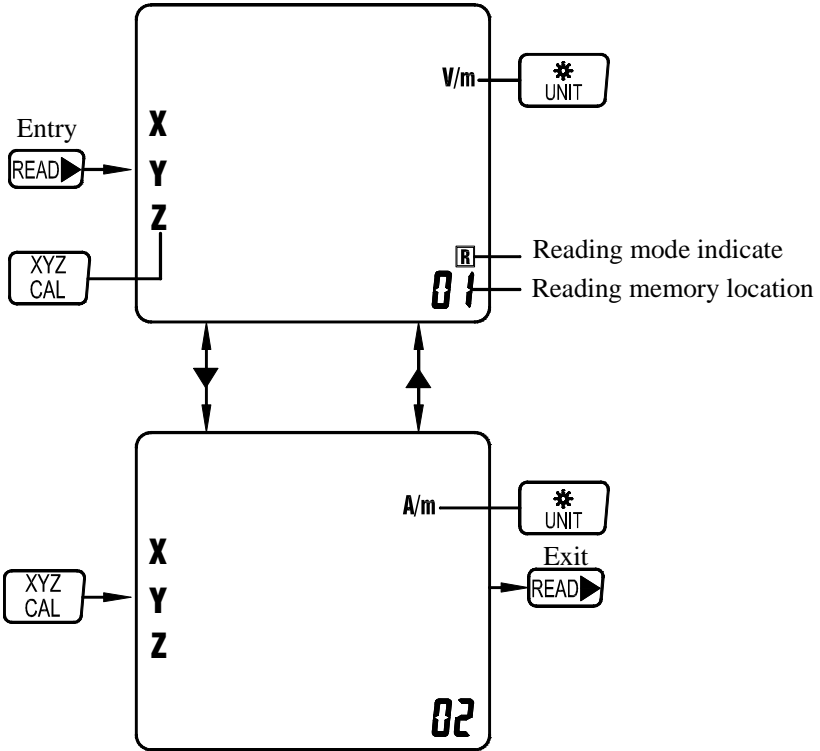 V/m
UNIT
Entry
READ
X
Y
Z
XYZ
CAL
R
Reading mode indicate
01
Reading memory location
A/m
UNIT
Exit
READ
X
Y
Z
XYZ
CAL
02